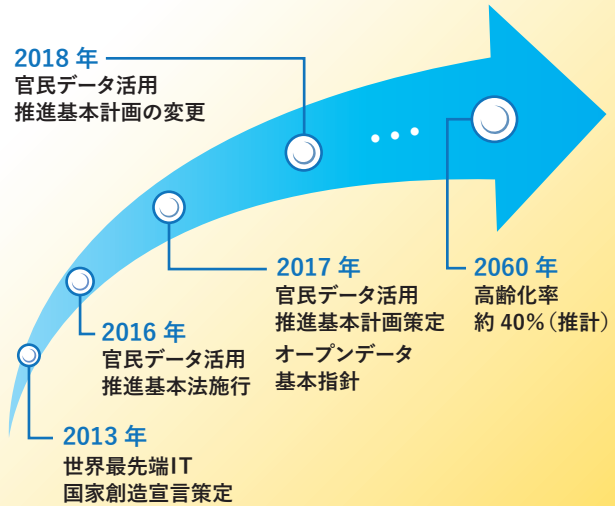 2018 年
官民データ活用
推進基本計画の変更
2017 年
官民データ活用
推進基本計画策定
オープンデータ
基本指針
2060 年
高齢化率
約 40%（推計）
2016 年
官民データ活用
推進基本法施行
2013 年
世界最先端IT
国家創造宣言策定